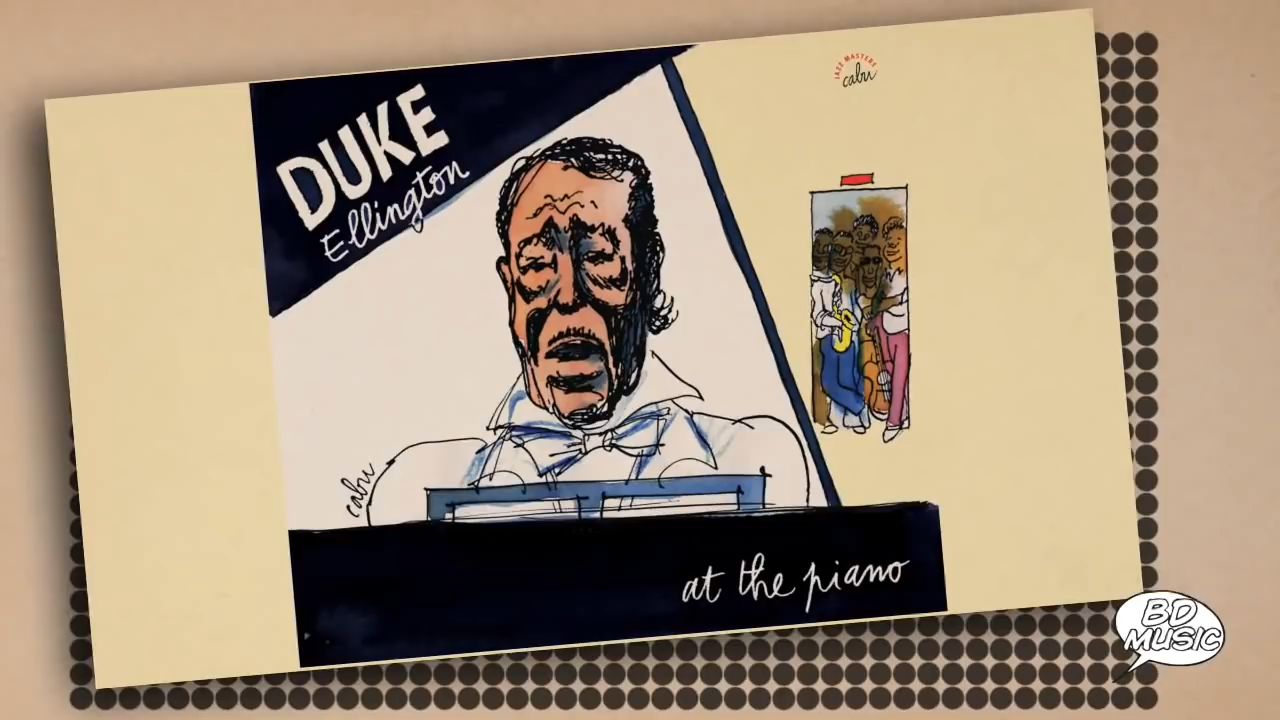 DUKE
Ellington
JAZZ MASTERS
cabu
cabu
at the piano
BD
MUSIC